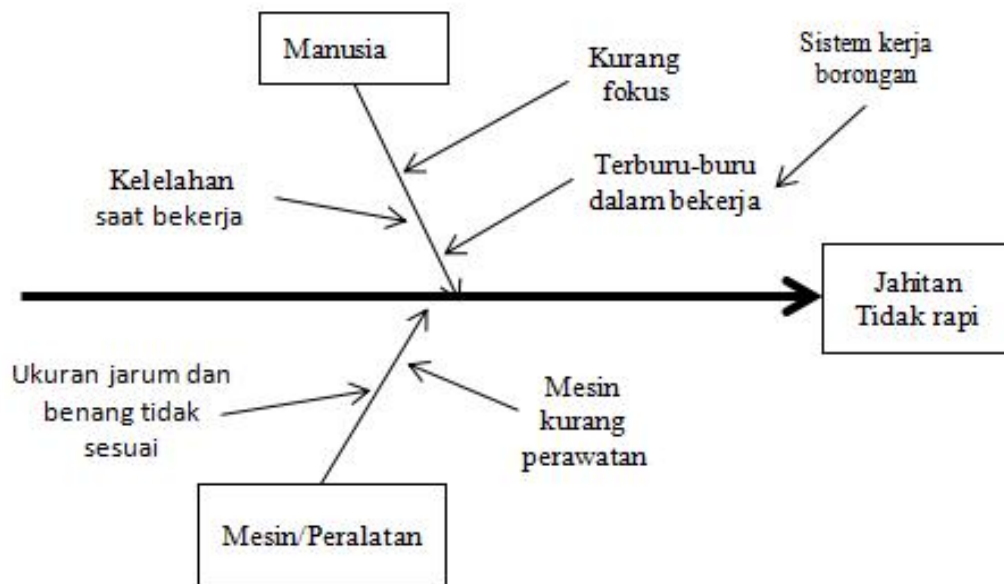 Manusia
Kurang
fokus
Sistem kerja
borongan
Terburu-buru
dalam bekerja
Kelelahan
saat bekerja
Jahitan
Tidak rapi
Ukuran jarum dan
benang tidak
sesuai
Mesin
kurang
perawatan
Mesin/Peralatan